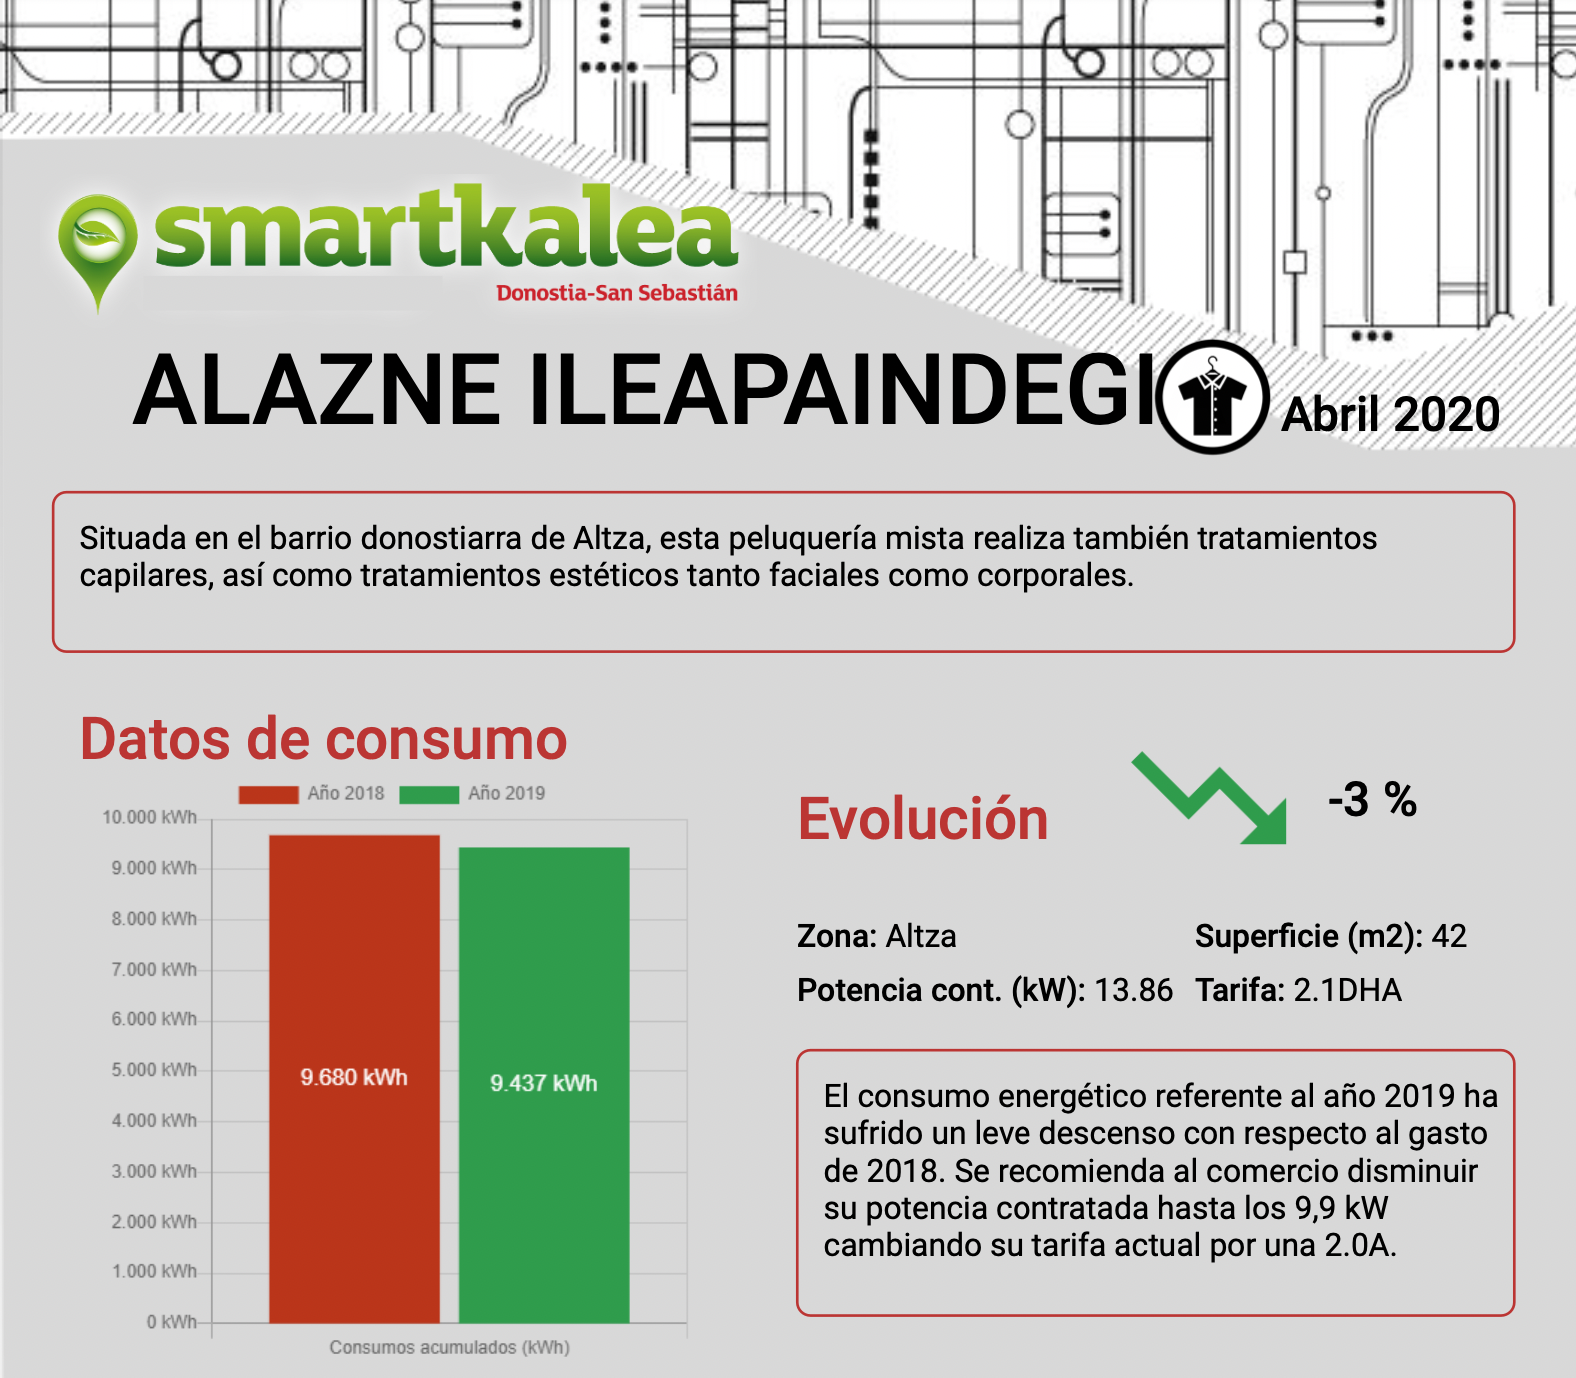 smartkalea
Donostia-San Sebastián
ALAZNE ILEAPAINDEGI
Abril 2020
Situada en el barrio donostiarra de Altza, esta peluquería mista realiza también tratamientos
capilares, así como tratamientos estéticos tanto faciales como corporales.
Datos de consumo
Año 2018 Año 2019
10.000 kWh
9.000 kWh
8.000 kWh
7.000 kWh
6.000 kWh
5.000 kWh
4.000 kWh
3.000 kWh
2.000 kWh
1.000 kWh
0 kWh
9.680 kWh
9.437 kWh
Consumos acumulados (kWh)
Evolución
-3 %
Zona: Altza
Superficie (m2): 42
Potencia cont. (kW): 13.86
Tarifa: 2.1DHA
El consumo energético referente al año 2019 ha
sufrido un leve descenso con respecto al gasto
de 2018. Se recomienda al comercio disminuir
su potencia contratada hasta los 9,9 kW
cambiando su tarifa actual por una 2.0A.